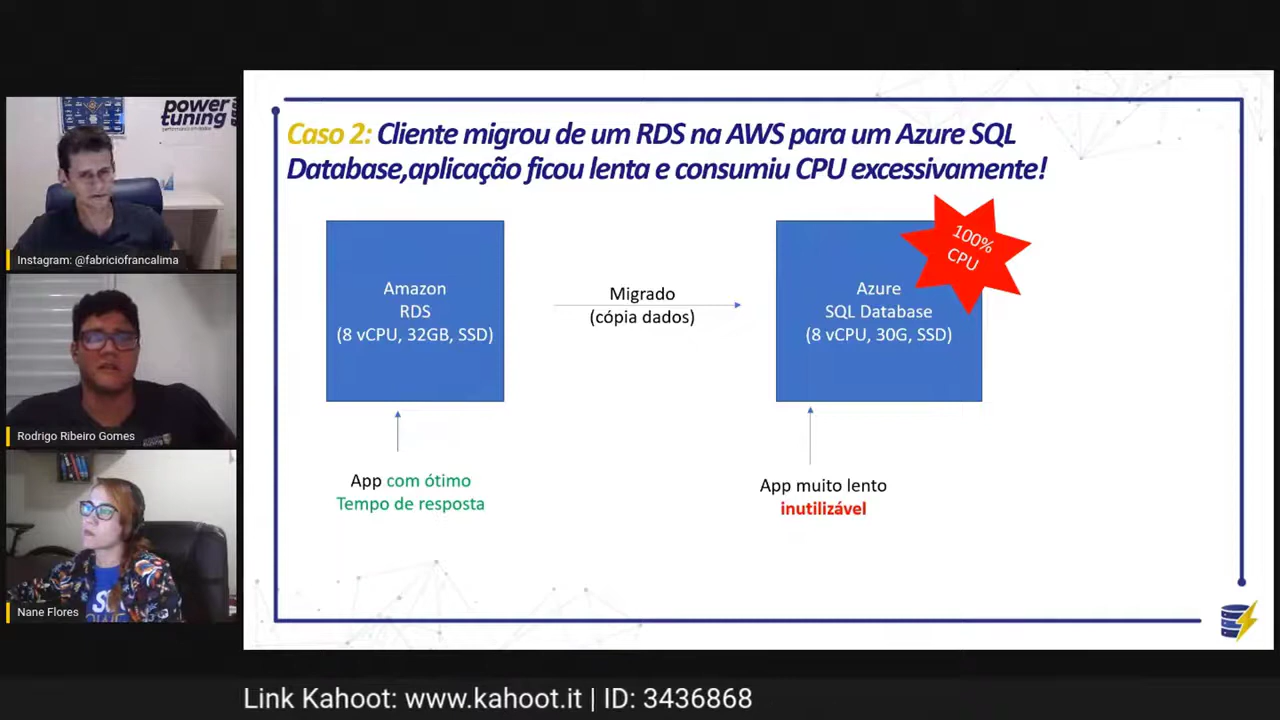 power
tuning
Instagram: @fabriciofrancalima
Rodrigo Ribeiro Gomes
Nane Flores
Caso 2: Cliente migrou de um RDS na AWS para um Azure SQL
Database,aplicação ficou lenta e consumiu CPU excessivamente!
Amazon
RDS
(8 vCPU, 32GB, SSD)
Migrado
(cópia dados)
Azure
SQL Database
(8 vCPU, 30G, SSD)
100%
CPU
App com ótimo
Tempo de resposta
App muito lento
inutilizável
Link Kahoot: www.kahoot.it | ID: 3436868